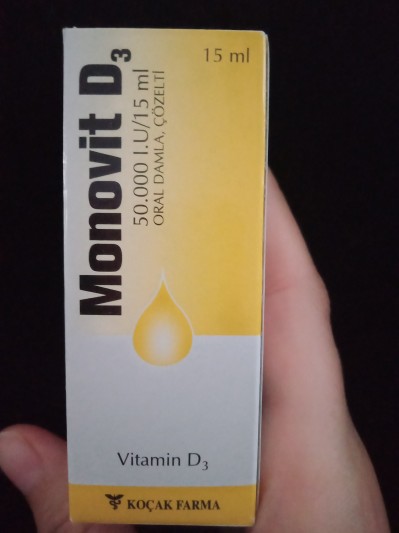 15 ml
Monovit D₃
50.000 I.U/15 ml
ORAL DAMLA, ÇÖZELTİ
Vitamin D₃
KOÇAK FARMA